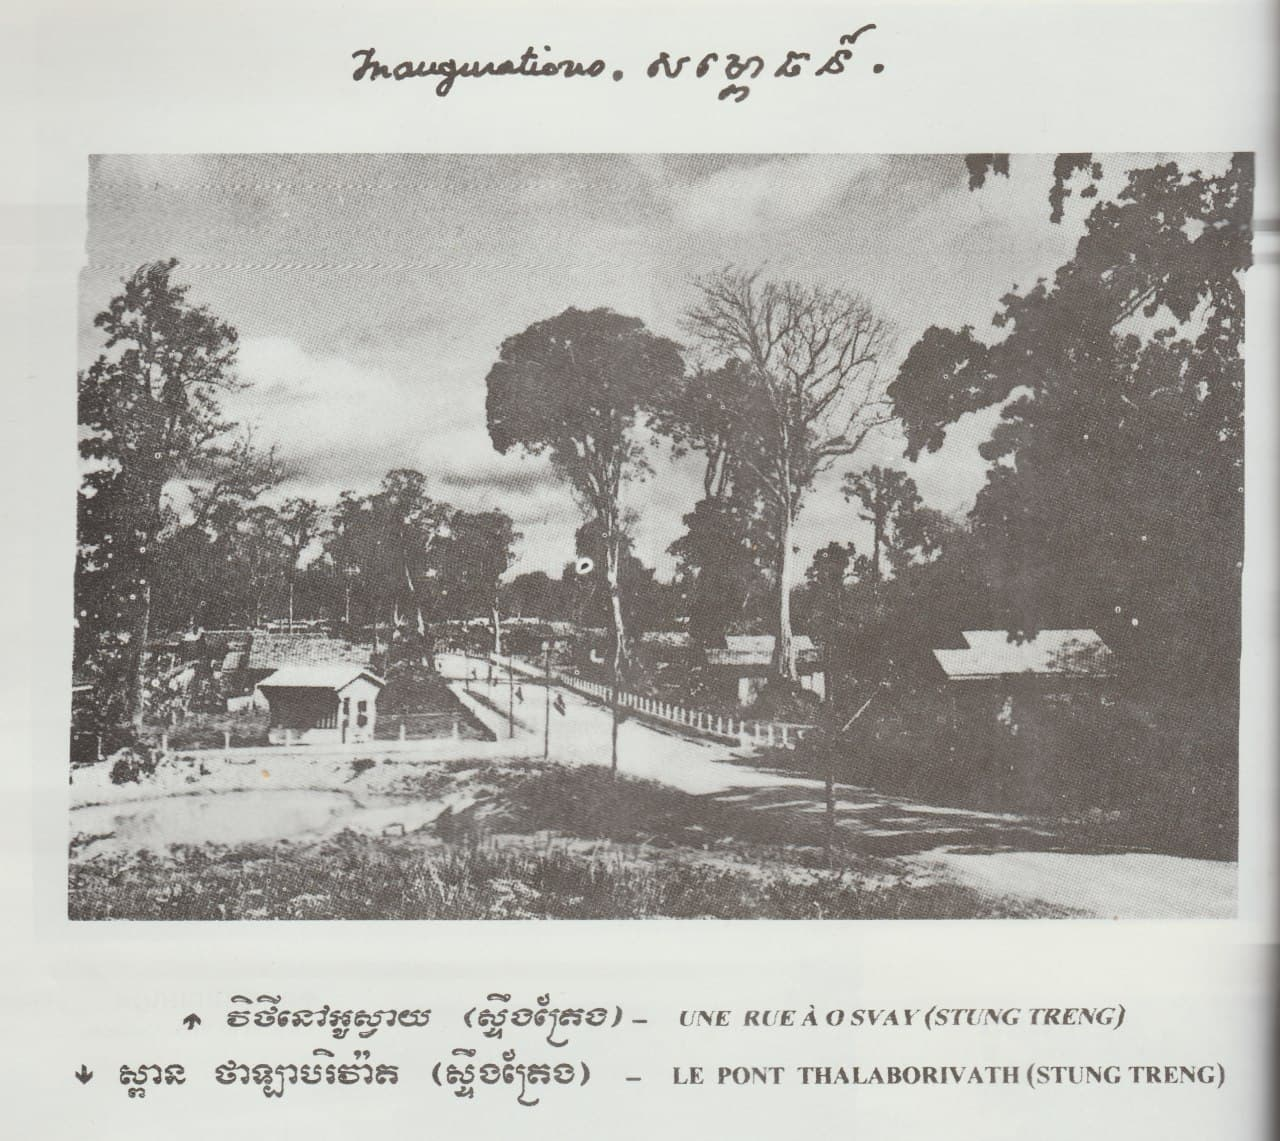 Inaugurations. សម្ពោធន៍.
↑ វិថីនៅអូស្វាយ (ស្ទឹងត្រែង) – UNE RUE À O SVAY (STUNG TRENG)
↓ ស្ពាន ថាឡាបរិវ៉ាត (ស្ទឹងត្រែង) – LE PONT THALABORIVATH (STUNG TRENG)